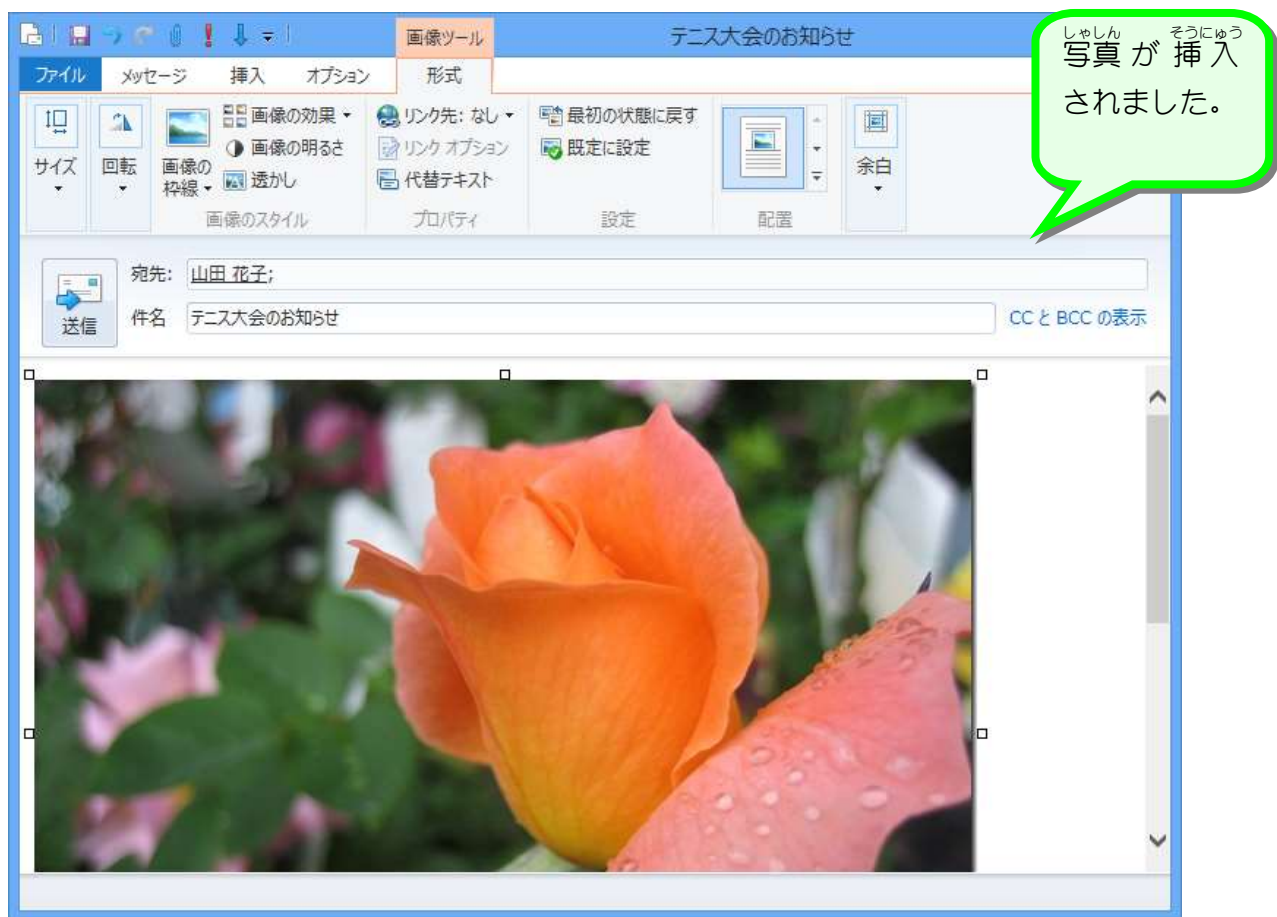 画像ツール
テニス大会のお知らせ
ファイル
メッセージ
挿入
オプション
形式
サイズ
回転
画像の
枠線
画像の効果
画像の明るさ
透かし
画像のスタイル
リンク先: なし
リンク オプション
代替テキスト
プロパティ
最初の状態に戻す
既定に設定
設定
配置
余白
しゃしん そうにゅう
写真 が 挿入
されました。
送信
宛先: 山田 花子;
件名 テニス大会のお知らせ
CC と BCC の表示